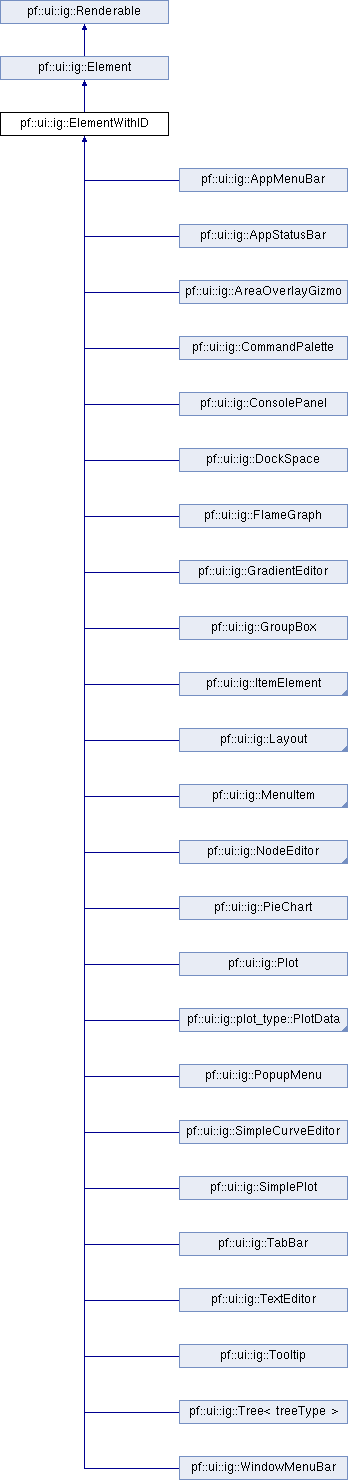 pf::ui::ig::Renderable
pf::ui::ig::Element
pf::ui::ig::ElementWithID
pf::ui::ig::AppMenuBar
pf::ui::ig::AppStatusBar
pf::ui::ig::AreaOverlayGizmo
pf::ui::ig::CommandPalette
pf::ui::ig::ConsolePanel
pf::ui::ig::DockSpace
pf::ui::ig::FlameGraph
pf::ui::ig::GradientEditor
pf::ui::ig::GroupBox
pf::ui::ig::ItemElement
pf::ui::ig::Layout
pf::ui::ig::MenuItem
pf::ui::ig::NodeEditor
pf::ui::ig::PieChart
pf::ui::ig::Plot
pf::ui::ig::plot_type::PlotData
pf::ui::ig::PopupMenu
pf::ui::ig::SimpleCurveEditor
pf::ui::ig::SimplePlot
pf::ui::ig::TabBar
pf::ui::ig::TextEditor
pf::ui::ig::Tooltip
pf::ui::ig::Tree< treeType >
pf::ui::ig::WindowMenuBar